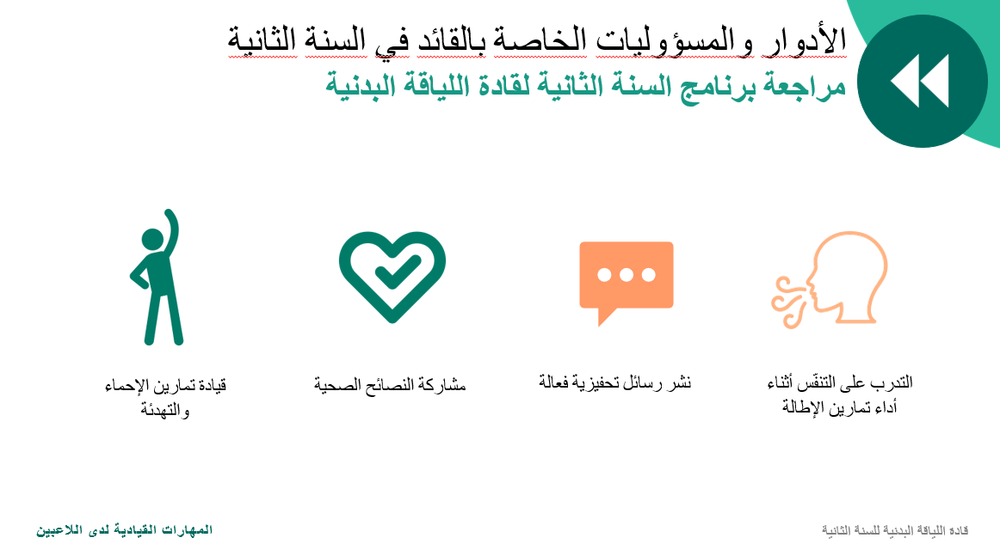 الأدوار والمسؤوليات الخاصة بالقائد في السنة الثانية
مراجعة برنامج السنة الثانية لقادة اللياقة البدنية
التدرب على التنفّس أثناء
أداء تمارين الإطالة
نشر رسائل تحفيزية فعالة
مشاركة النصائح الصحية
قيادة تمارين الإحماء
والتهدئة
قادة اللياقة البدنية للسنة الثانية
المهارات القيادية لدى اللاعبين